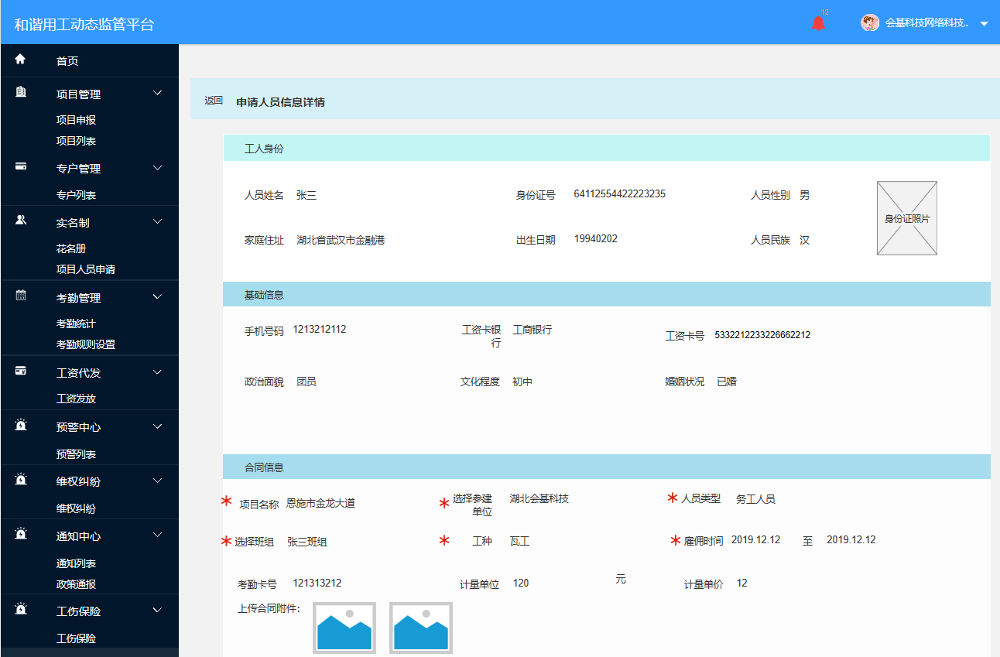 和谐用工动态监管平台
12
会基科技网络科技..
首页
项目管理
项目申报
项目列表
专户管理
专户列表
实名制
花名册
项目人员申请
考勤管理
考勤统计
考勤规则设置
工资代发
工资发放
预警中心
预警列表
维权纠纷
维权纠纷
通知中心
通知列表
政策通报
工伤保险
工伤保险
返回 申请人员信息详情
工人身份
人员姓名 张三 身份证号 64112554422223235 人员性别 男
身份证照片
家庭住址 湖北省武汉市金融港 出生日期 19940202 人员民族 汉
基础信息
手机号码 1213212112 工资卡银 工商银行
行
工资卡号 5332212233226662212
政治面貌 团员 文化程度 初中 婚姻状况 已婚
合同信息
* 项目名称 恩施市金龙大道 * 选择参建 湖北会基科技 * 人员类型 务工人员
单位
* 选择班组 张三班组 * 工种 瓦工 * 雇佣时间 2019.12.12 至 2019.12.12
考勤卡号 121313212 计量单位 120 元 计量单价 12
上传合同附件: